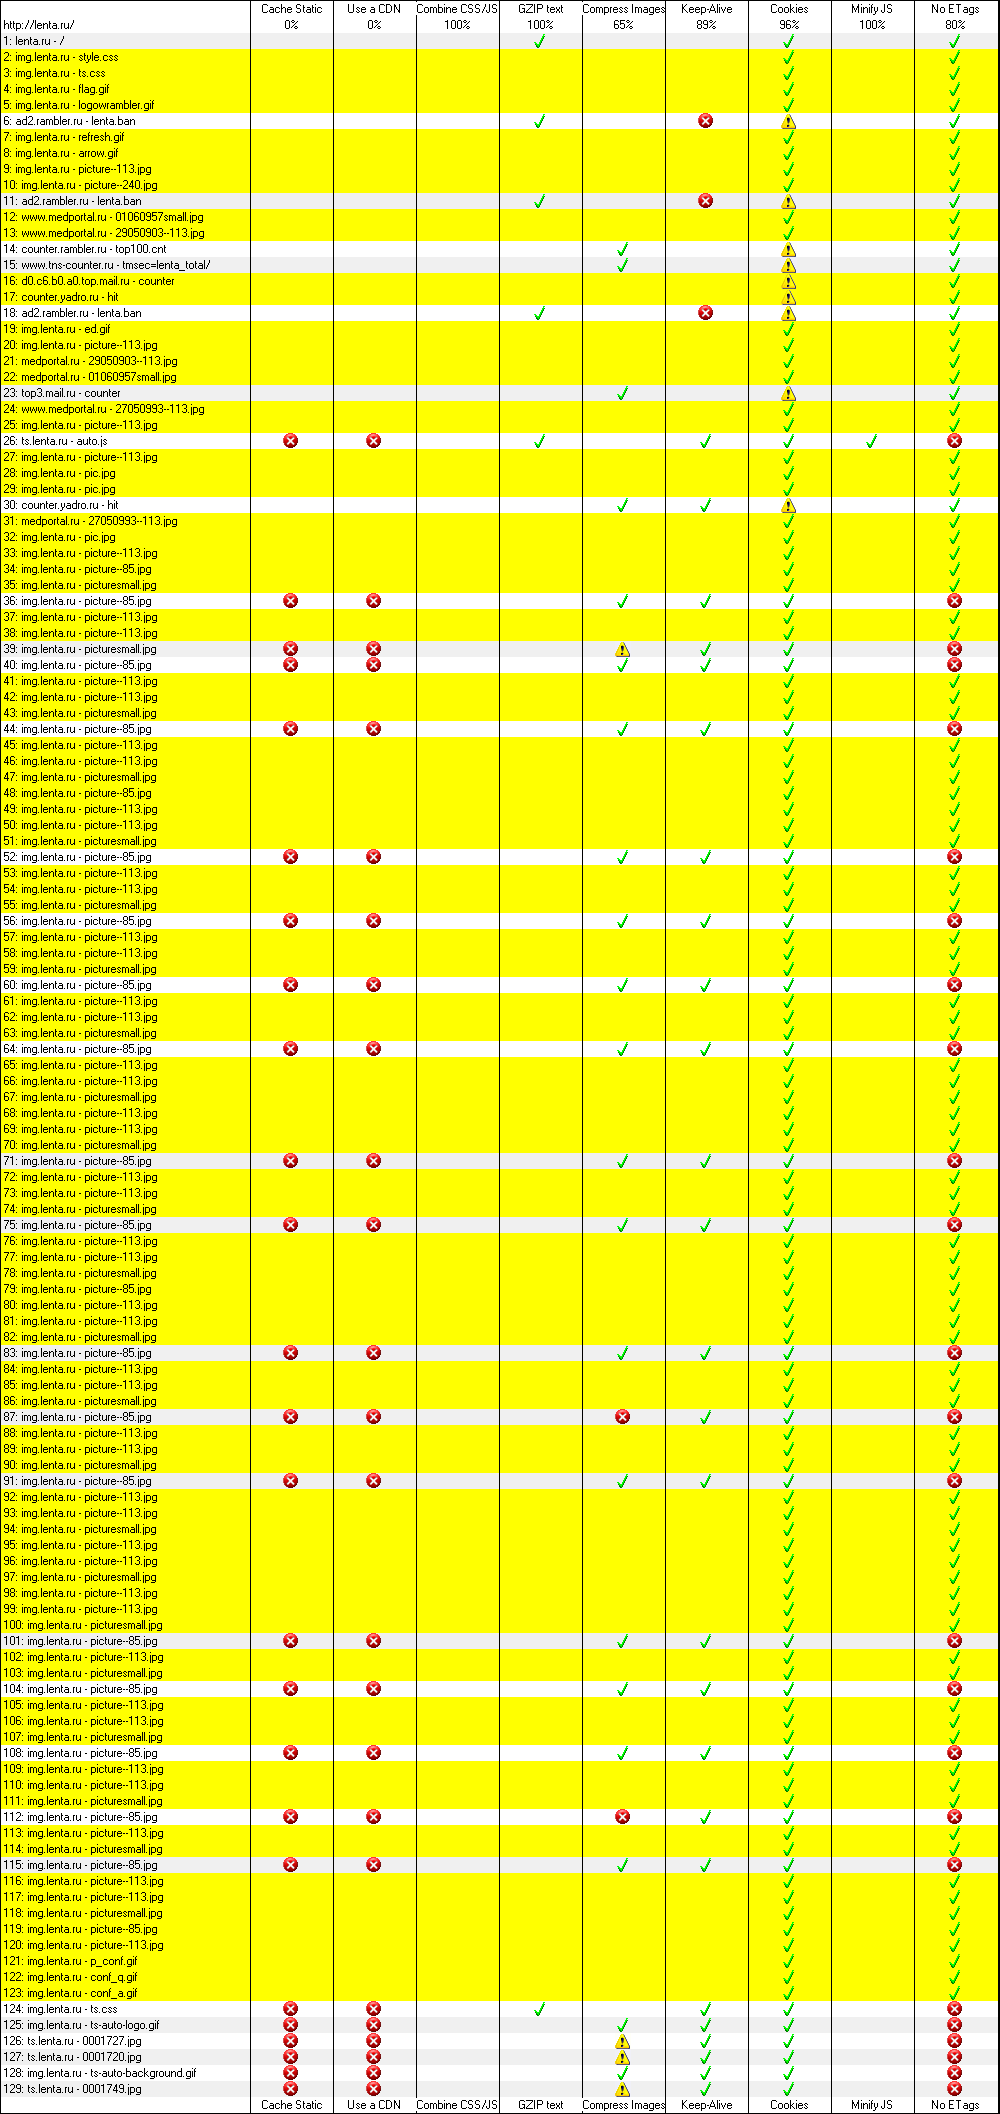 Cache Static Use a CDN Combine CSS/JS GZIP text Compress Images Keep-Alive Cookies Minify JS No ETags
http://lenta.ru/ 0% 0% 100% 100% 65% 89% 96% 100% 80%
1: lenta.ru - /
2: img.lenta.ru - style.css
3: img.lenta.ru - ts.css
4: img.lenta.ru - flag.gif
5: img.lenta.ru - logowrambler.gif
6: ad2.rambler.ru - lenta.ban
7: img.lenta.ru - refresh.gif
8: img.lenta.ru - arrow.gif
9: img.lenta.ru - picture--113.jpg
10: img.lenta.ru - picture--240.jpg
11: ad2.rambler.ru - lenta.ban
12: www.medportal.ru - 01060957small.jpg
13: www.medportal.ru - 29050903--113.jpg
14: counter.rambler.ru - top100.cnt
15: www.tns-counter.ru - tmsec=lenta_total/
16: d0.c6.b0.a0.top.mail.ru - counter
17: counter.yadro.ru - hit
18: ad2.rambler.ru - lenta.ban
19: img.lenta.ru - ed.gif
20: img.lenta.ru - picture--113.jpg
21: medportal.ru - 29050903--113.jpg
22: medportal.ru - 01060957small.jpg
23: top3.mail.ru - counter
24: www.medportal.ru - 27050993--113.jpg
25: img.lenta.ru - picture--113.jpg
26: ts.lenta.ru - auto.js
27: img.lenta.ru - picture--113.jpg
28: img.lenta.ru - pic.jpg
29: img.lenta.ru - pic.jpg
30: counter.yadro.ru - hit
31: medportal.ru - 27050993--113.jpg
32: img.lenta.ru - pic.jpg
33: img.lenta.ru - picture--113.jpg
34: img.lenta.ru - picture--85.jpg
35: img.lenta.ru - picturesmall.jpg
36: img.lenta.ru - picture--85.jpg
37: img.lenta.ru - picture--113.jpg
38: img.lenta.ru - picture--113.jpg
39: img.lenta.ru - picturesmall.jpg
40: img.lenta.ru - picture--85.jpg
41: img.lenta.ru - picture--113.jpg
42: img.lenta.ru - picture--113.jpg
43: img.lenta.ru - picturesmall.jpg
44: img.lenta.ru - picture--85.jpg
45: img.lenta.ru - picture--113.jpg
46: img.lenta.ru - picture--113.jpg
47: img.lenta.ru - picturesmall.jpg
48: img.lenta.ru - picture--85.jpg
49: img.lenta.ru - picture--113.jpg
50: img.lenta.ru - picture--113.jpg
51: img.lenta.ru - picturesmall.jpg
52: img.lenta.ru - picture--85.jpg
53: img.lenta.ru - picture--113.jpg
54: img.lenta.ru - picture--113.jpg
55: img.lenta.ru - picturesmall.jpg
56: img.lenta.ru - picture--85.jpg
57: img.lenta.ru - picture--113.jpg
58: img.lenta.ru - picture--113.jpg
59: img.lenta.ru - picturesmall.jpg
60: img.lenta.ru - picture--85.jpg
61: img.lenta.ru - picture--113.jpg
62: img.lenta.ru - picture--113.jpg
63: img.lenta.ru - picturesmall.jpg
64: img.lenta.ru - picture--85.jpg
65: img.lenta.ru - picture--113.jpg
66: img.lenta.ru - picture--113.jpg
67: img.lenta.ru - picturesmall.jpg
68: img.lenta.ru - picture--113.jpg
69: img.lenta.ru - picture--113.jpg
70: img.lenta.ru - picturesmall.jpg
71: img.lenta.ru - picture--85.jpg
72: img.lenta.ru - picture--113.jpg
73: img.lenta.ru - picture--113.jpg
74: img.lenta.ru - picturesmall.jpg
75: img.lenta.ru - picture--85.jpg
76: img.lenta.ru - picture--113.jpg
77: img.lenta.ru - picture--113.jpg
78: img.lenta.ru - picturesmall.jpg
79: img.lenta.ru - picture--85.jpg
80: img.lenta.ru - picture--113.jpg
81: img.lenta.ru - picture--113.jpg
82: img.lenta.ru - picturesmall.jpg
83: img.lenta.ru - picture--85.jpg
84: img.lenta.ru - picture--113.jpg
85: img.lenta.ru - picture--113.jpg
86: img.lenta.ru - picturesmall.jpg
87: img.lenta.ru - picture--85.jpg
88: img.lenta.ru - picture--113.jpg
89: img.lenta.ru - picture--113.jpg
90: img.lenta.ru - picturesmall.jpg
91: img.lenta.ru - picture--85.jpg
92: img.lenta.ru - picture--113.jpg
93: img.lenta.ru - picture--113.jpg
94: img.lenta.ru - picturesmall.jpg
95: img.lenta.ru - picture--113.jpg
96: img.lenta.ru - picture--113.jpg
97: img.lenta.ru - picturesmall.jpg
98: img.lenta.ru - picture--113.jpg
99: img.lenta.ru - picture--113.jpg
100: img.lenta.ru - picturesmall.jpg
101: img.lenta.ru - picture--85.jpg
102: img.lenta.ru - picture--113.jpg
103: img.lenta.ru - picturesmall.jpg
104: img.lenta.ru - picture--85.jpg
105: img.lenta.ru - picture--113.jpg
106: img.lenta.ru - picture--113.jpg
107: img.lenta.ru - picturesmall.jpg
108: img.lenta.ru - picture--85.jpg
109: img.lenta.ru - picture--113.jpg
110: img.lenta.ru - picture--113.jpg
111: img.lenta.ru - picturesmall.jpg
112: img.lenta.ru - picture--85.jpg
113: img.lenta.ru - picture--113.jpg
114: img.lenta.ru - picturesmall.jpg
115: img.lenta.ru - picture--85.jpg
116: img.lenta.ru - picture--113.jpg
117: img.lenta.ru - picture--113.jpg
118: img.lenta.ru - picturesmall.jpg
119: img.lenta.ru - picture--85.jpg
120: img.lenta.ru - picture--113.jpg
121: img.lenta.ru - p_conf.gif
122: img.lenta.ru - conf_q.gif
123: img.lenta.ru - conf_a.gif
124: img.lenta.ru - ts.css
125: img.lenta.ru - ts-auto-logo.gif
126: ts.lenta.ru - 0001727.jpg
127: ts.lenta.ru - 0001720.jpg
128: img.lenta.ru - ts-auto-background.gif
129: ts.lenta.ru - 0001749.jpg
Cache Static Use a CDN Combine CSS/JS GZIP text Compress Images Keep-Alive Cookies Minify JS No ETags